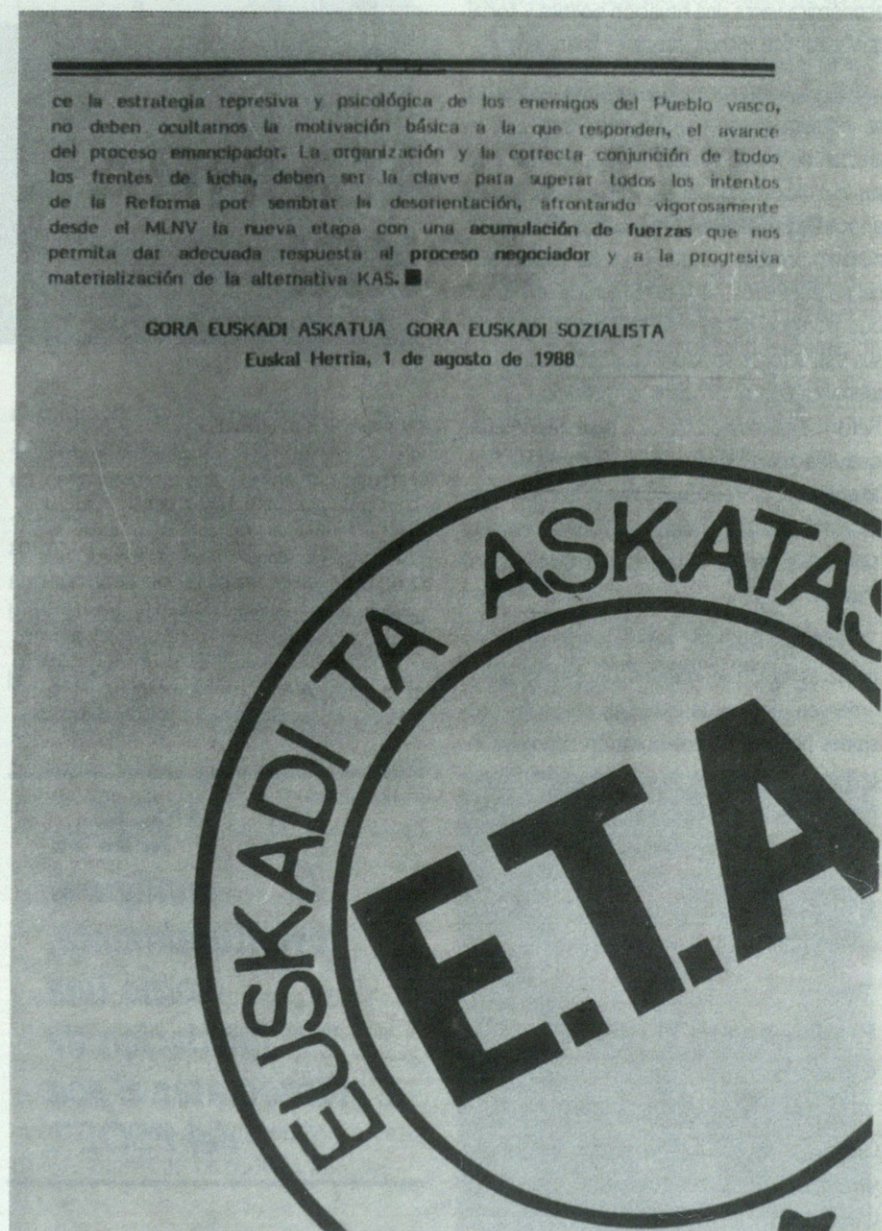 ce la estrategia represiva y psicológica de los enemigos del Pueblo vasco,
no deben ocultarnos la motivación básica a la que responden, el avance
del proceso emancipador. La organización y la correcta conjunción de todos
los frentes de lucha, deben ser la clave para superar todos los intentos
de la Reforma por sembrar la desorientación, afrontando vigorosamente
desde el MLNV la nueva etapa con una acumulación de fuerzas que nos
permita dar adecuada respuesta al proceso negociador y a la progresiva
materialización de la alternativa KAS. ■
GORA EUSKADI ASKATUA GORA EUSKADI SOZIALISTA
Euskal Herria, 1 de agosto de 1988
EUSKADI TA ASKATAS
E.T.A